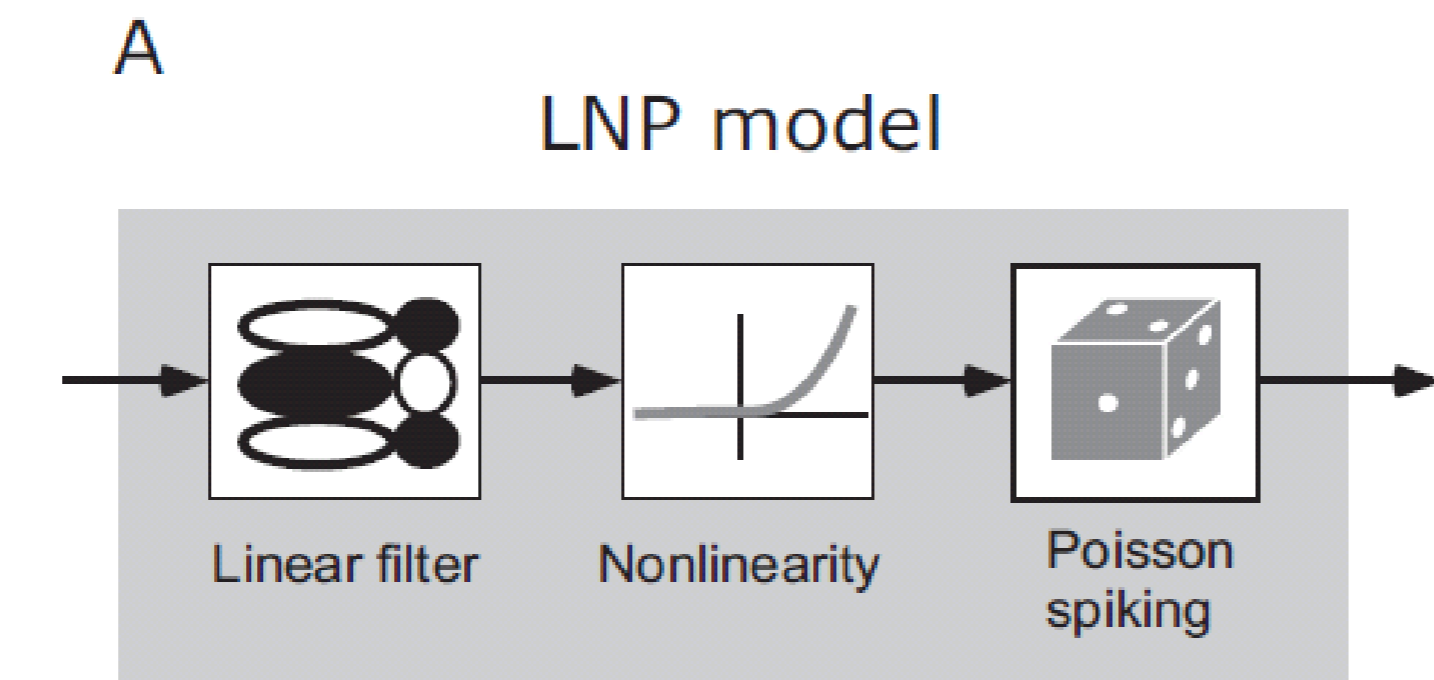 A
LNP model
Linear filter
Nonlinearity
Poisson
spiking